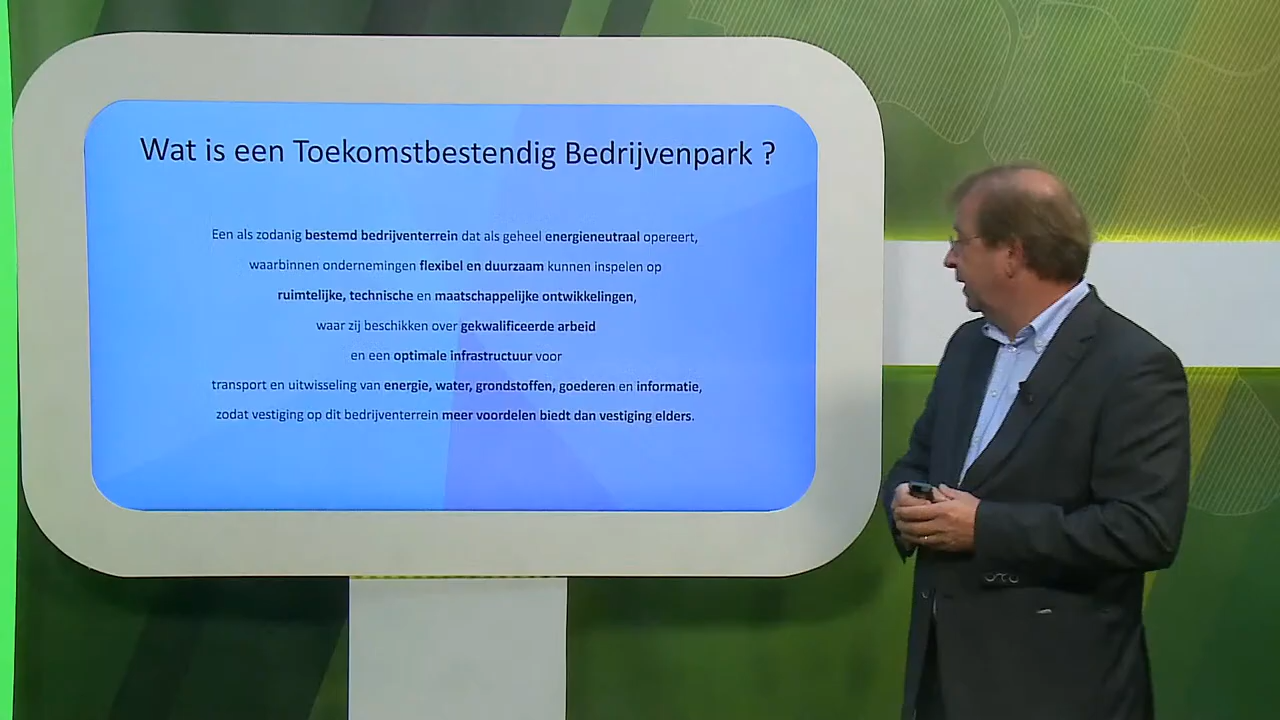 Wat is een Toekomstbestendig Bedrijvenpark ?
Een als zodanig bestemd bedrijventerrein dat als geheel energieneutraal opereert,
waarbinnen ondernemingen flexibel en duurzaam kunnen inspelen op
ruimtelijke, technische en maatschappelijke ontwikkelingen,
waar zij beschikken over gekwalificeerde arbeid
en een optimale infrastructuur voor
transport en uitwisseling van energie, water, grondstoffen, goederen en informatie,
zodat vestiging op dit bedrijventerrein meer voordelen biedt dan vestiging elders.